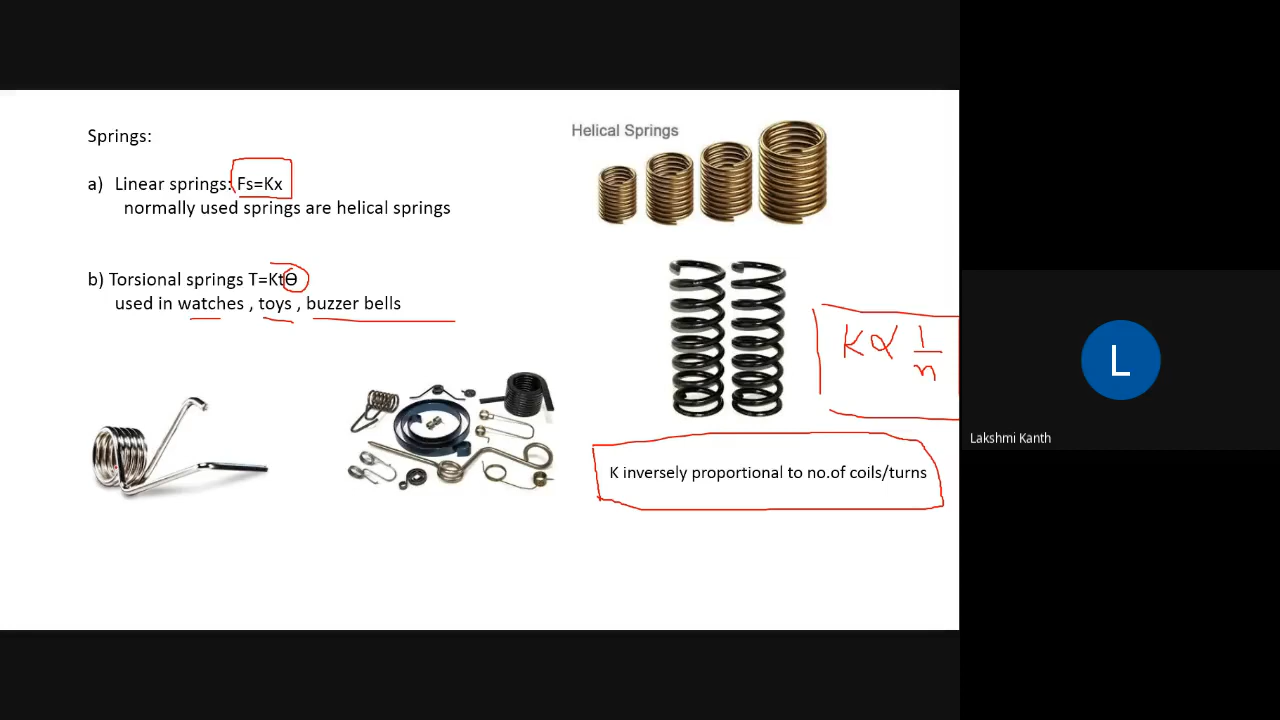 Springs:
a) Linear springs: Fs=Kx
normally used springs are helical springs
b) Torsional springs T=Ktϴ
used in watches , toys , buzzer bells
Helical Springs
K ∝ 1/n
K inversely proportional to no.of coils/turns
L
Lakshmi Kanth